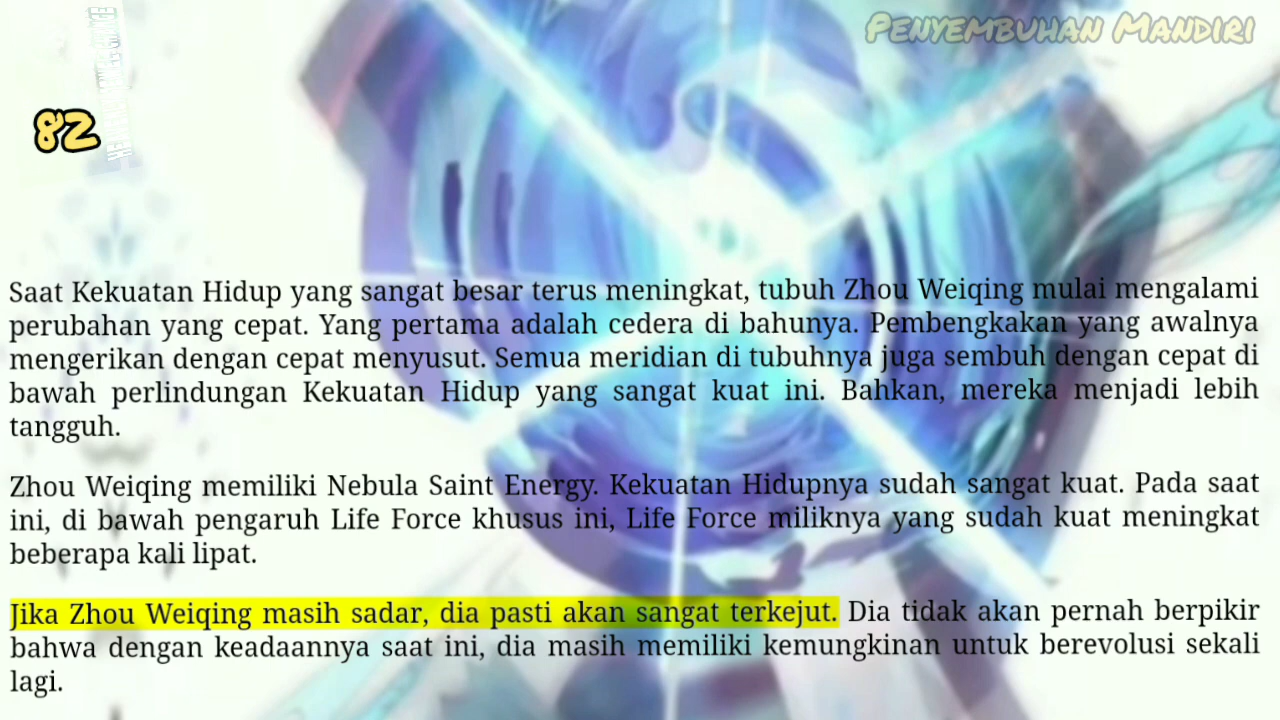 Penyembuhan Mandiri
82
Saat Kekuatan Hidup yang sangat besar terus meningkat, tubuh Zhou Weiqing mulai mengalami
perubahan yang cepat. Yang pertama adalah cedera di bahunya. Pembengkakan yang awalnya
mengerikan dengan cepat menyusut. Semua meridian di tubuhnya juga sembuh dengan cepat di
bawah perlindungan Kekuatan Hidup yang sangat kuat ini. Bahkan, mereka menjadi lebih
tangguh.
Zhou Weiqing memiliki Nebula Saint Energy. Kekuatan Hidupnya sudah sangat kuat. Pada saat
ini, di bawah pengaruh Life Force khusus ini, Life Force miliknya yang sudah kuat meningkat
beberapa kali lipat.
Jika Zhou Weiqing masih sadar, dia pasti akan sangat terkejut. Dia tidak akan pernah berpikir
bahwa dengan keadaannya saat ini, dia masih memiliki kemungkinan untuk berevolusi sekali
lagi.